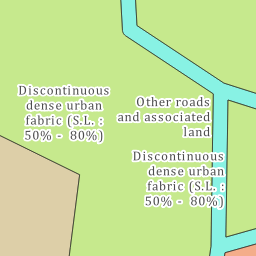 Discontinuous
dense urban
fabric (S.L. :
50% -  80%)
Other roads
and associated
land
Discontinuous
dense urban
fabric (S.L. :
50% -  80%)